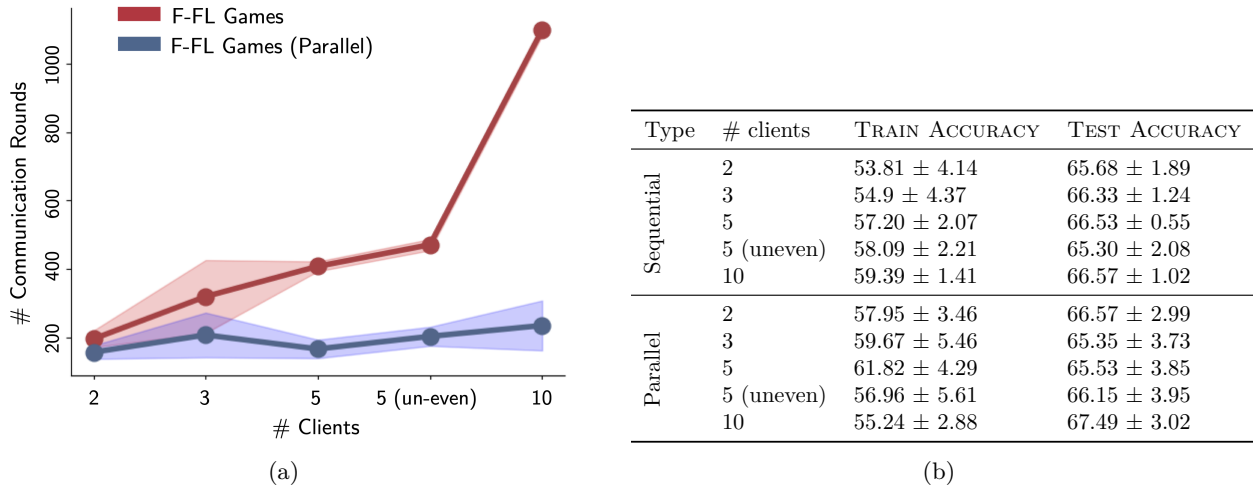 F-FL Games
F-FL Games (Parallel)
# Communication Rounds
1000
800
600
400
200
2 3 5 5 (un-even) 10
# Clients
(a)
Type # clients TRAIN ACCURACY TEST ACCURACY
Sequential
2 53.81 ± 4.14 65.68 ± 1.89
3 54.9 ± 4.37 66.33 ± 1.24
5 57.20 ± 2.07 66.53 ± 0.55
5 (uneven) 58.09 ± 2.21 65.30 ± 2.08
10 59.39 ± 1.41 66.57 ± 1.02
Parallel
2 57.95 ± 3.46 66.57 ± 2.99
3 59.67 ± 5.46 65.35 ± 3.73
5 61.82 ± 4.29 65.53 ± 3.85
5 (uneven) 56.96 ± 5.61 66.15 ± 3.95
10 55.24 ± 2.88 67.49 ± 3.02
(b)